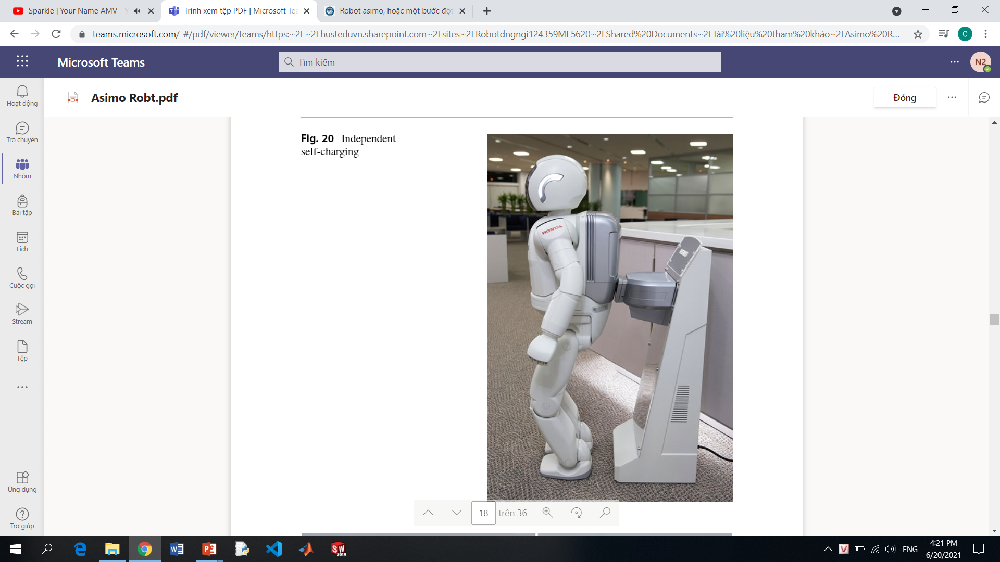 Sparkle | Your Name AMV - Y
Trình xem tệp PDF | Microsoft Tea
Robot asimo, hoặc một bước đột
teams.microsoft.com/_#/pdf/viewer/teams/https:~2F~2Fhusteduvn.sharepoint.com~2Fsites~2FRobotdngngi124359ME5620~2FShared%20Documents~2FTài%20liệu%20tham%20khảo~2FAsimo%20R...
C
Microsoft Teams
Tìm kiếm
N2
Hoạt động
Trò chuyện
Nhóm
Bài tập
Lịch
Cuộc gọi
Stream
Tệp
Ứng dụng
Trợ giúp
Asimo Robt.pdf
Đóng
Fig. 20 Independent
self-charging
HONDA
18 trên 36
ENG
4:21 PM
6/20/2021
SW
2019